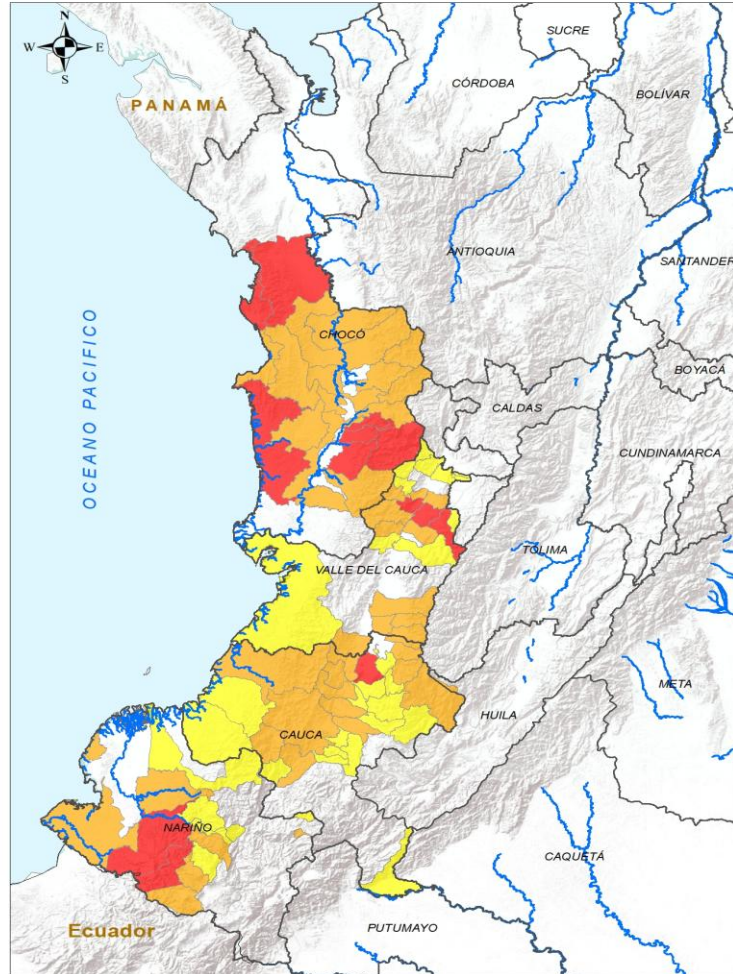 N
W E
S
SUCRE
CÓRDOBA
BOLÍVAR
PANAMÁ
ANTIOQUIA
SANTANDER
OCEANO PACIFICO
CHOCÓ
BOYACÁ
CALDAS
CUNDINAMARCA
TOLIMA
VALLE DEL CAUCA
META
HUILA
CAUCA
NARIÑO
CAQUETÁ
PUTUMAYO
Ecuador